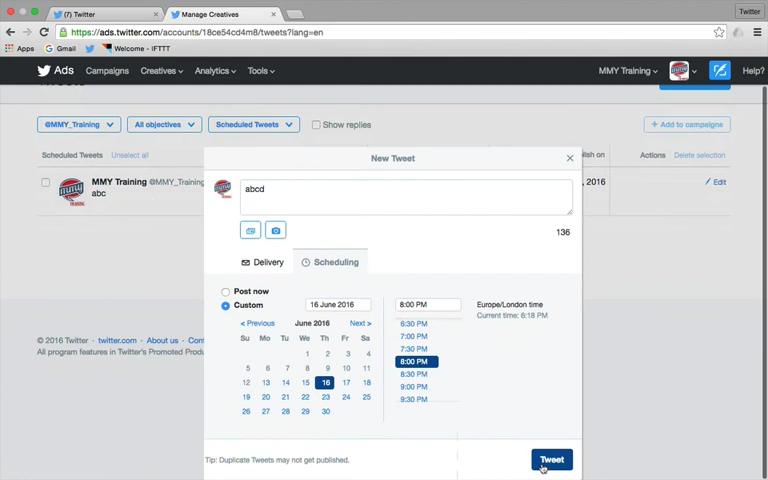 (7) Twitter
Manage Creatives
Twitter
https://ads.twitter.com/accounts/18ce54cd4m8/tweets?lang=en
Apps
Gmail
Twitter
Welcome - IFTTT
Ads
Campaigns
Creatives
Analytics
Tools
MMY Training
Help?
@MMY_Training
All objectives
Scheduled Tweets
Show replies
+ Add to campaigns
Scheduled Tweets
Unselect all
Actions
Delete selection
MMY Training @MMY_Training
abc
, 2016
Edit
New Tweet
abcd
136
Delivery
Scheduling
Post now
Custom
16 June 2016
8:00 PM
Europe/London time
Current time: 6:18 PM
< Previous June 2016 Next >
Su Mo Tu We Th Fr Sa
1 2 3 4
5 6 7 8 9 10 11
12 13 14 15 16 17 18
19 20 21 22 23 24 25
26 27 28 29 30
6:30 PM
7:00 PM
7:30 PM
8:00 PM
8:30 PM
9:00 PM
9:30 PM
Tip: Duplicate Tweets may not get published.
Tweet
© 2016 Twitter twitter.com About us
All program features in Twitter's Promoted